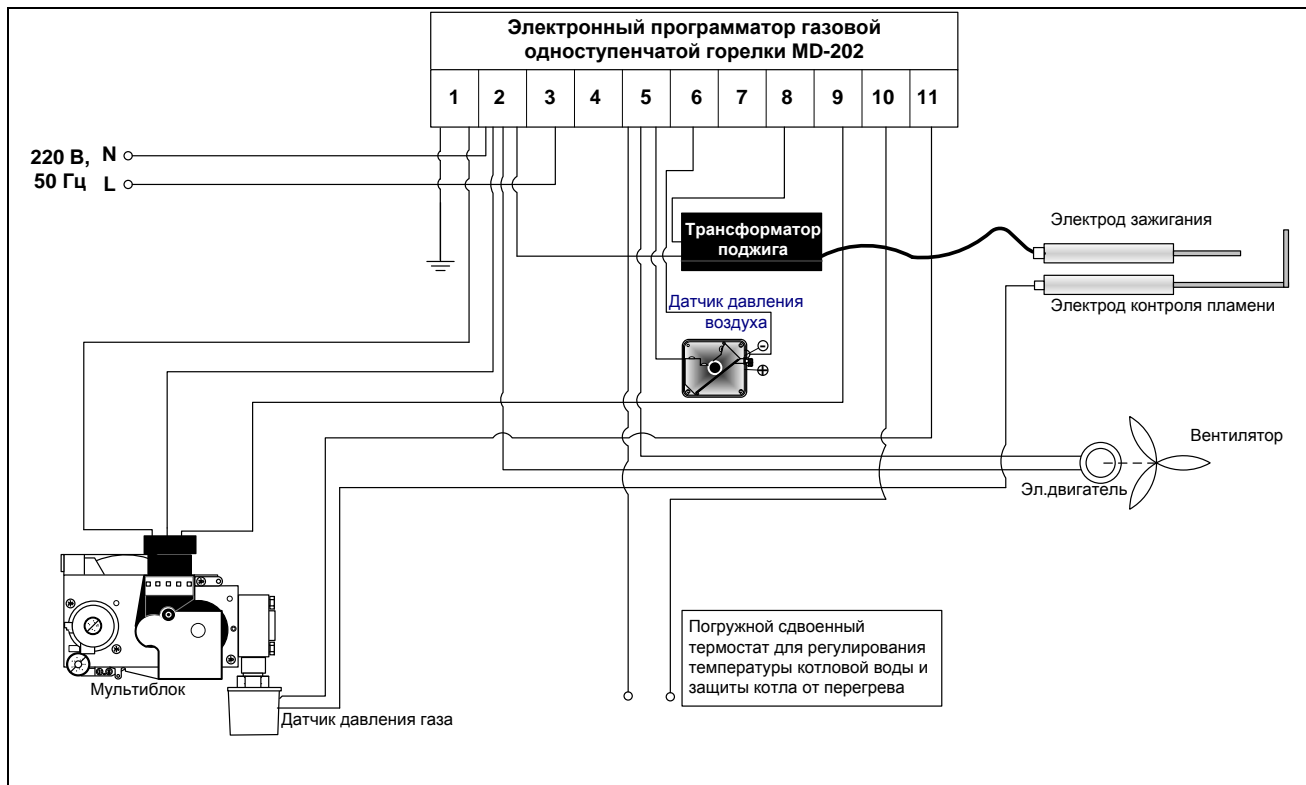 Электронный программатор газовой
одноступенчатой горелки MD-202
1 2 3 4 5 6 7 8 9 10 11
220 В, N
50 Гц L
Трансформатор
поджига
Электрод зажигания
Электрод контроля пламени
Датчик давления
воздуха
Вентилятор
Эл.двигатель
Погружной сдвоенный
термостат для регулирования
температуры котловой воды и
защиты котла от перегрева
Мультиблок
Датчик давления газа